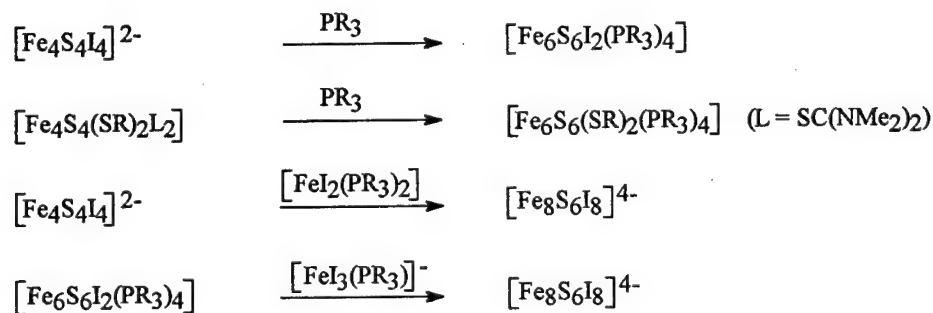 [Fe4S4I4]2- PR3 [Fe6S6I2(PR3)4]
[Fe4S4(SR)2L2] PR3 [Fe6S6(SR)2(PR3)4] (L = SC(NMe2)2)
[Fe4S4I4]2- [FeI2(PR3)2] [Fe8S6I8]4-
[Fe6S6I2(PR3)4] [FeI3(PR3)]- [Fe8S6I8]4-